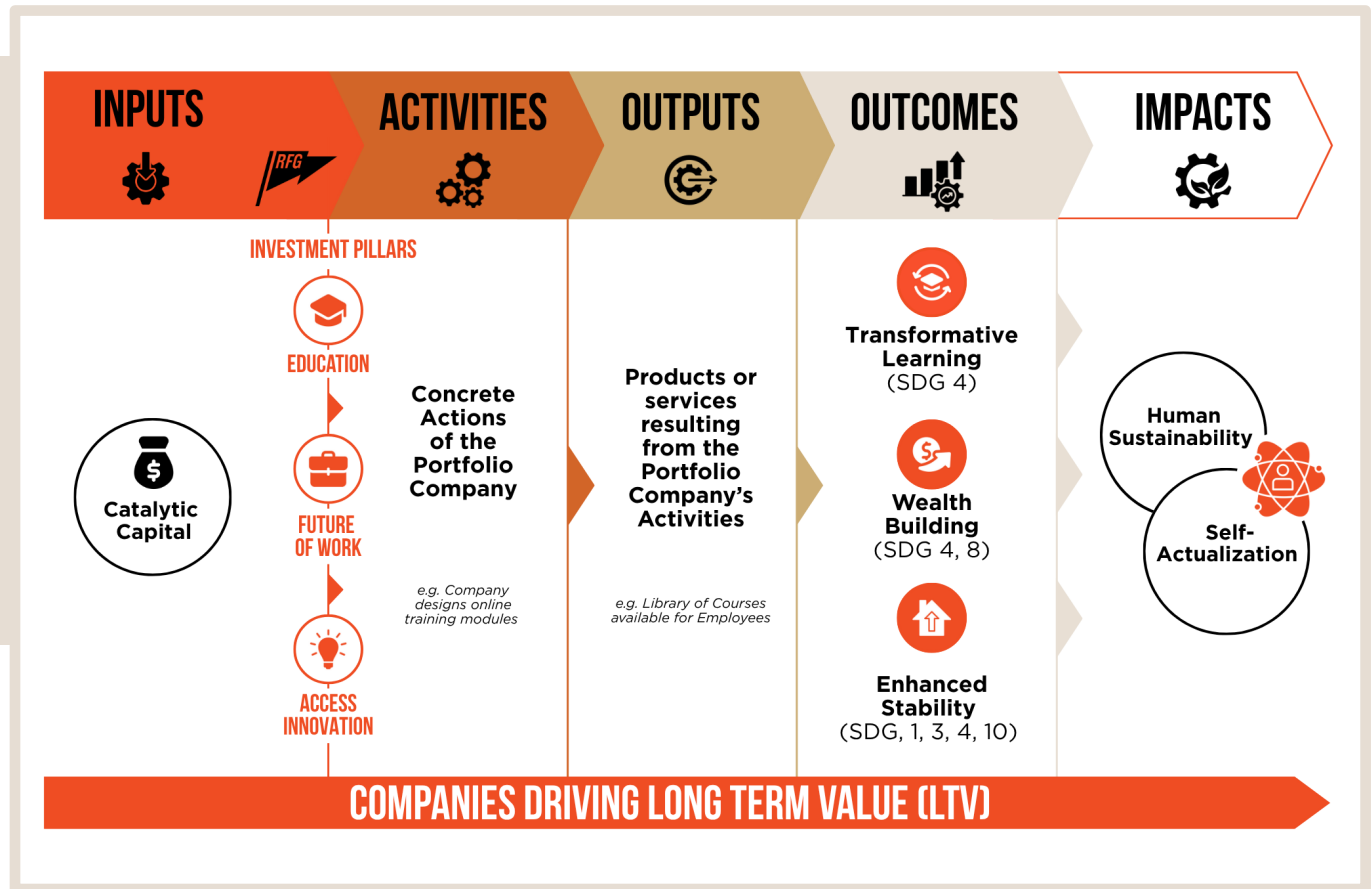 INPUTS
RFG
ACTIVITIES
OUTPUTS
OUTCOMES
IMPACTS
$
Catalytic
Capital
INVESTMENT PILLARS
EDUCATION
FUTURE
OF WORK
ACCESS
INNOVATION
Concrete
Actions
of the
Portfolio
Company
e.g. Company
designs online
training modules
Products or
services
resulting
from the
Portfolio
Company's
Activities
e.g. Library of Courses
available for Employees
Transformative
Learning
(SDG 4)
$
Wealth
Building
(SDG 4, 8)
Enhanced
Stability
(SDG, 1, 3, 4, 10)
Human
Sustainability
Self-
Actualization
COMPANIES DRIVING LONG TERM VALUE (LTV)